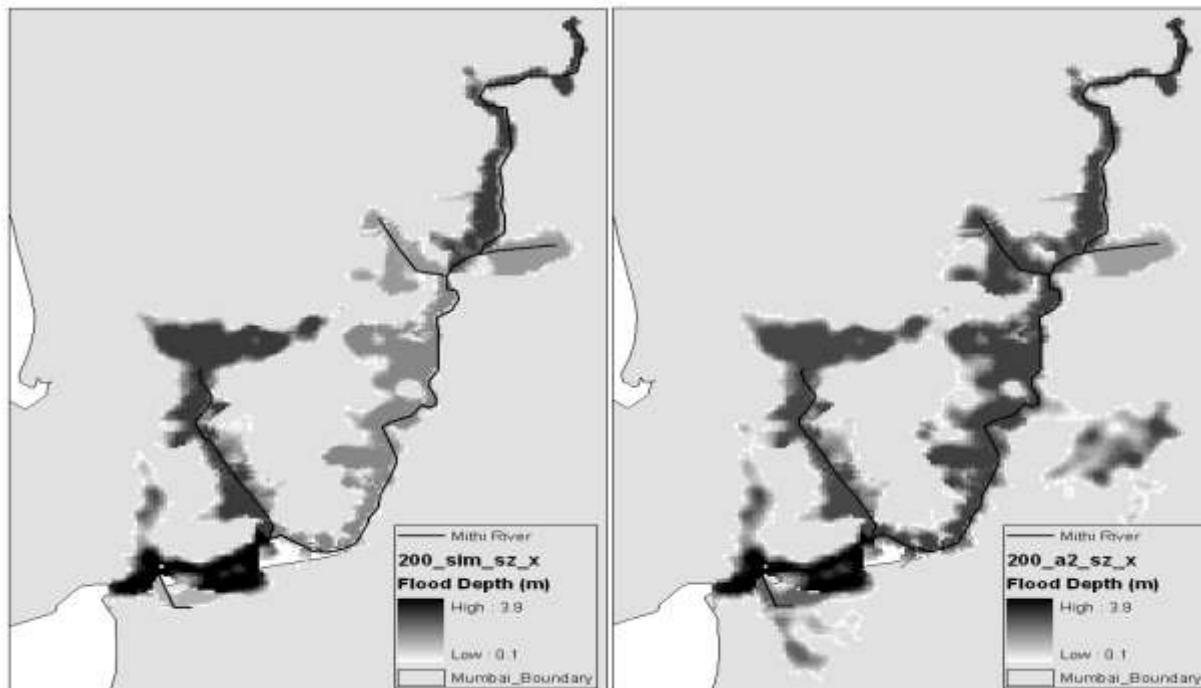 Mithi River
200_sim_sz_x
Flood Depth (m)
High : 3.9
Low : 0.1
Mumbai_Boundary
Mithi River
200_a2_sz_x
Flood Depth (m)
High : 3.9
Low : 0.1
Mumbai_Boundary